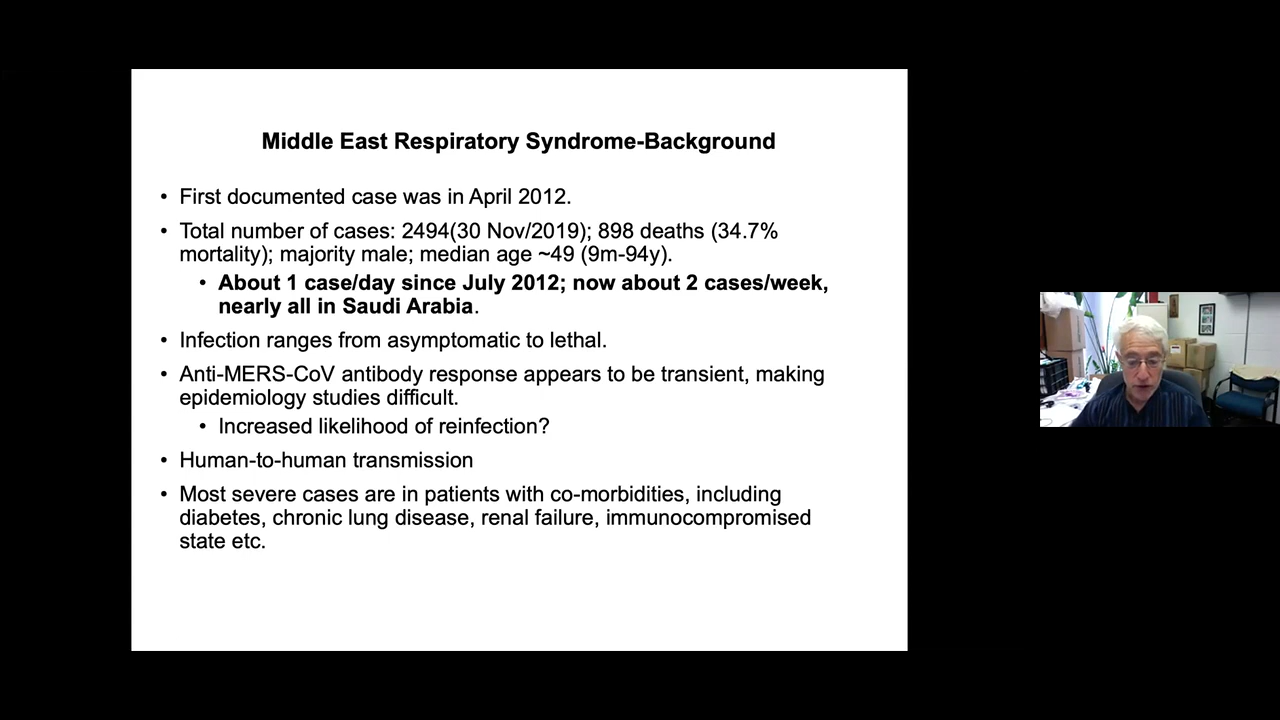 Middle East Respiratory Syndrome-Background
• First documented case was in April 2012.
• Total number of cases: 2494(30 Nov/2019); 898 deaths (34.7%
mortality); majority male; median age ~49 (9m-94y).
• About 1 case/day since July 2012; now about 2 cases/week,
nearly all in Saudi Arabia.
• Infection ranges from asymptomatic to lethal.
• Anti-MERS-CoV antibody response appears to be transient, making
epidemiology studies difficult.
• Increased likelihood of reinfection?
• Human-to-human transmission
• Most severe cases are in patients with co-morbidities, including
diabetes, chronic lung disease, renal failure, immunocompromised
state etc.